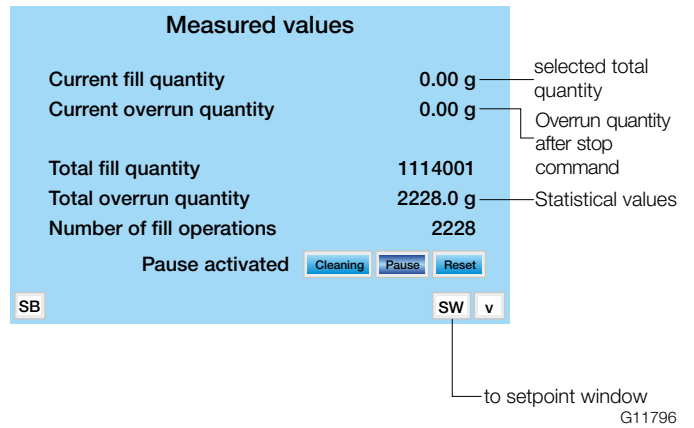 Measured values
Current fill quantity 0.00 g
selected total
quantity
Current overrun quantity 0.00 g
Overrun quantity
after stop
command
Total fill quantity 1114001
Total overrun quantity 2228.0 g
Statistical values
Number of fill operations 2228
Pause activated Cleaning Pause Reset
SB SW v
to setpoint window
G11796